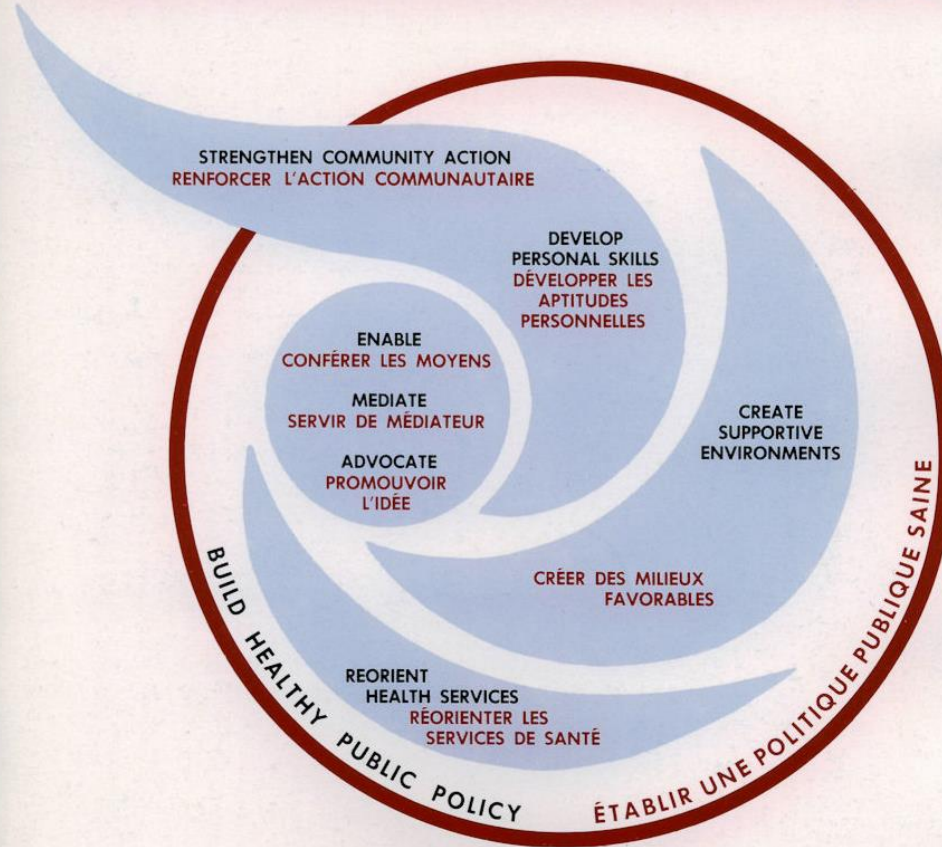 STRENGTHEN COMMUNITY ACTION
RENFORCER L'ACTION COMMUNAUTAIRE
DEVELOP
PERSONAL SKILLS
DÉVELOPPER LES
APTITUDES
PERSONNELLES
ENABLE
CONFÉRER LES MOYENS
MEDIATE
SERVIR DE MÉDIATEUR
ADVOCATE
PROMOUVOIR
L'IDÉE
CREATE
SUPPORTIVE
ENVIRONMENTS
CRÉER DES MILIEUX
FAVORABLES
REORIENT
HEALTH SERVICES
RÉORIENTER LES
SERVICES DE SANTÉ
BUILD HEALTHY PUBLIC POLICY
ÉTABLIR UNE POLITIQUE PUBLIQUE SAINE